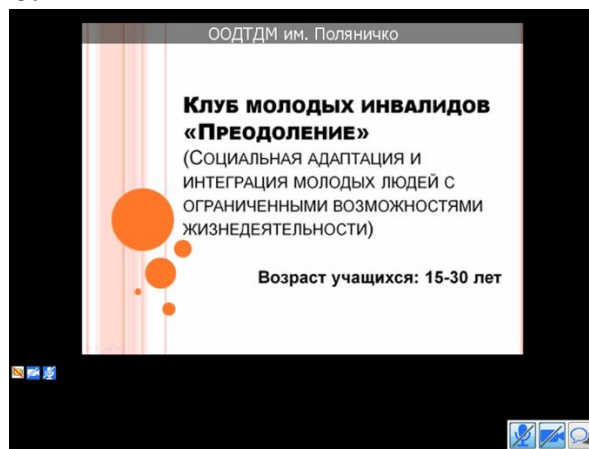 ООДТДМ им. Поляничко
Клуб молодых инвалидов
«Преодоление»
(Социальная адаптация и
интеграция молодых людей с
ограниченными возможностями
жизнедеятельности)
Возраст учащихся: 15-30 лет